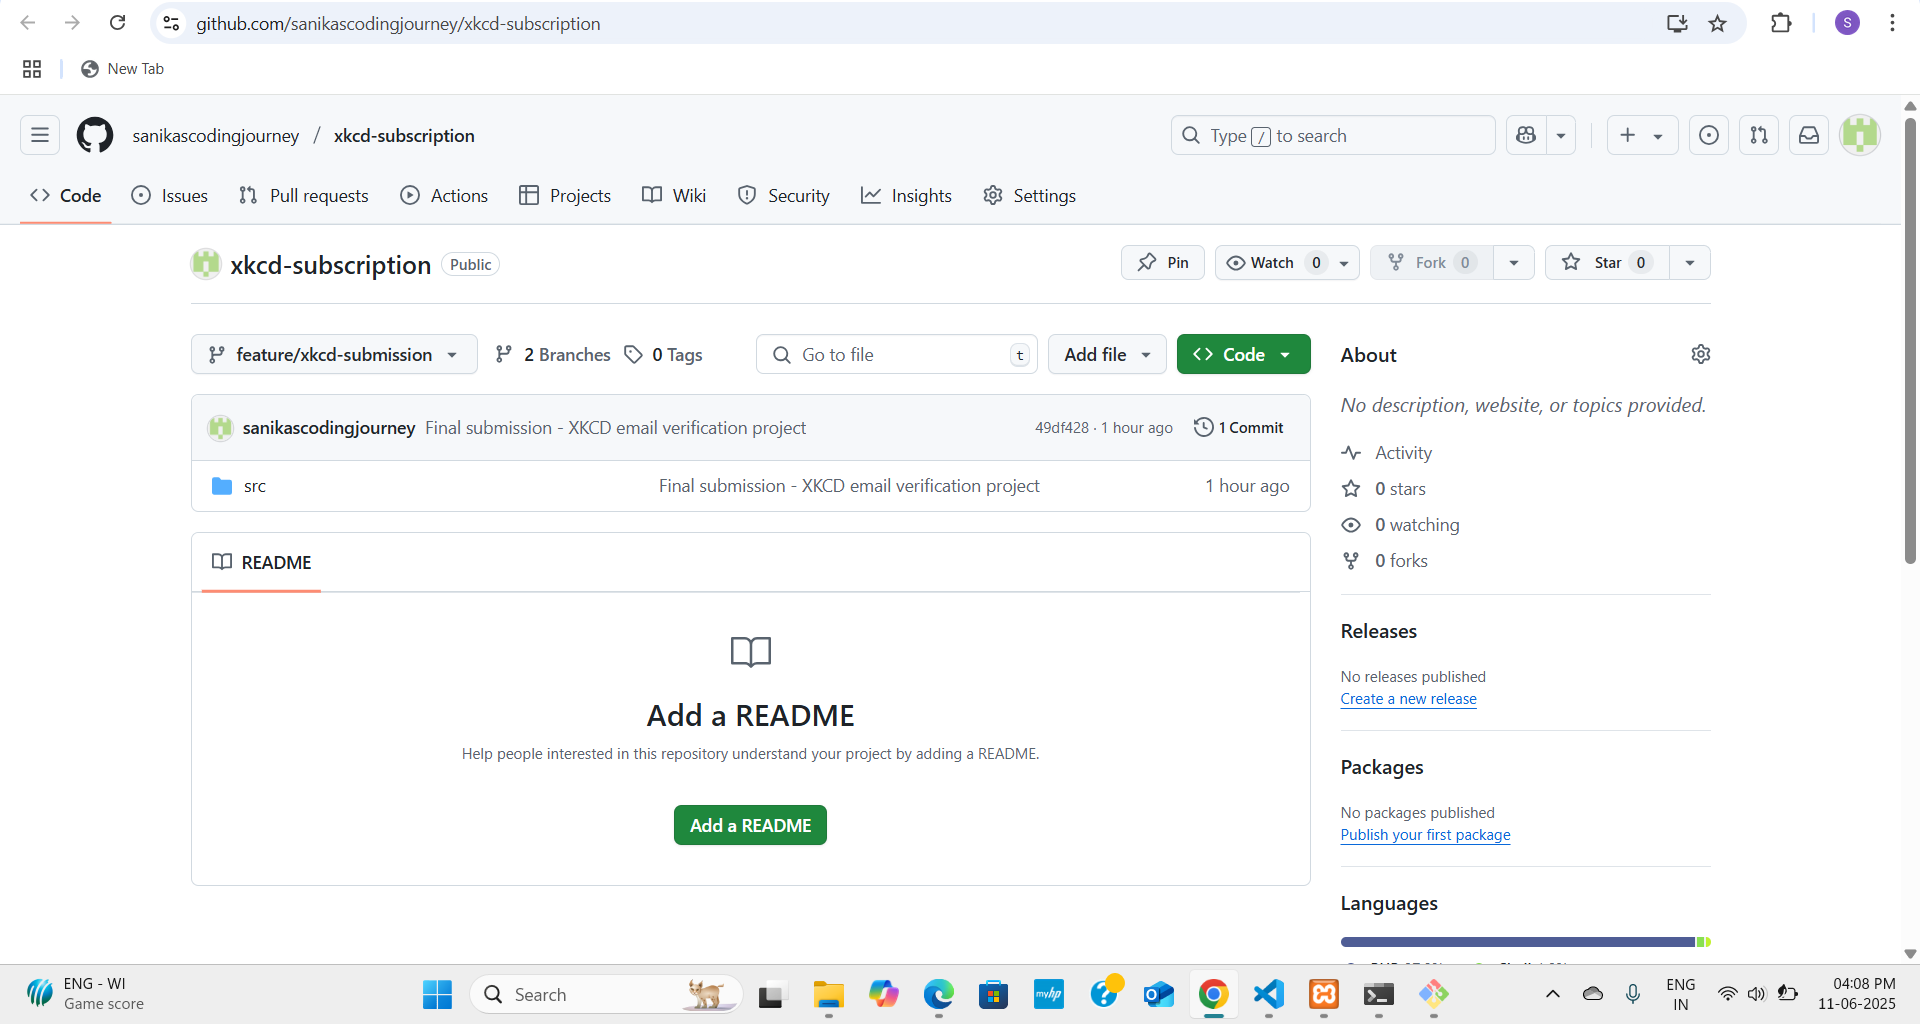 github.com/sanikascodingjourney/xkcd-subscription
S
New Tab
sanikascodingjourney / xkcd-subscription
Type / to search
Code Issues Pull requests Actions Projects Wiki Security Insights Settings
xkcd-subscription Public
Pin Watch 0 Fork 0 Star 0
feature/xkcd-submission 2 Branches 0 Tags Go to file t Add file Code
sanikascodingjourney Final submission - XKCD email verification project 49df428 · 1 hour ago 1 Commit
src Final submission - XKCD email verification project 1 hour ago
README
Add a README
Help people interested in this repository understand your project by adding a README.
Add a README
About
No description, website, or topics provided.
Activity
0 stars
0 watching
0 forks
Releases
No releases published
Create a new release
Packages
No packages published
Publish your first package
Languages
ENG - WI
Game score
Search
myhp
ENG
IN
04:08 PM
11-06-2025